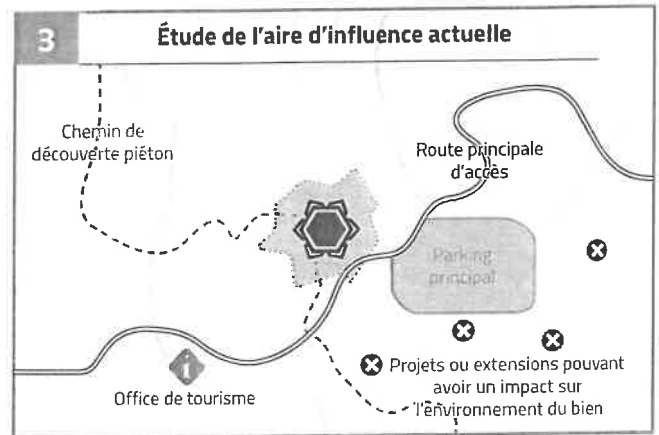 3
Étude de l'aire d'influence actuelle
Chemin de
découverte piéton
Route principale
d'accès
Parking
principal
i
Office de tourisme
Projets ou extensions pouvant
avoir un impact sur
l'environnement du bien